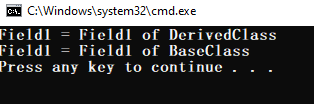 C:\Windows\system32\cmd.exe
Field1 = Field1 of DerivedClass
Field1 = Field1 of BaseClass
Press any key to continue . . .